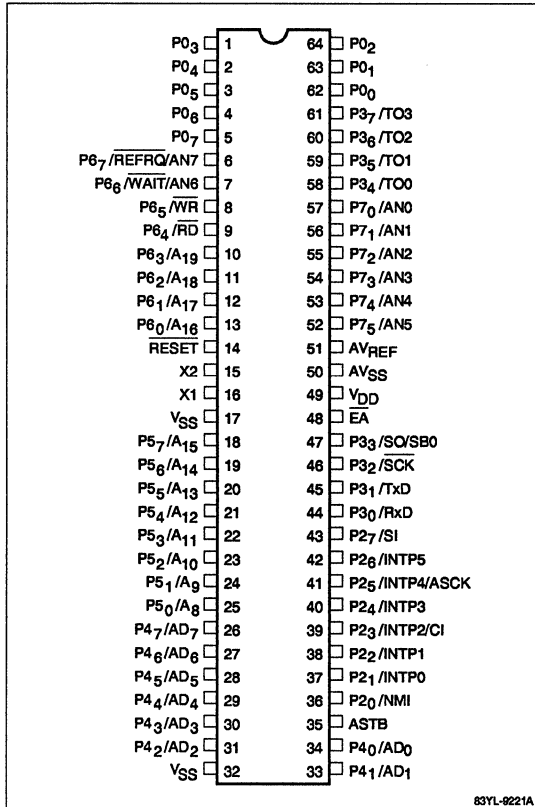 P0₃ 1 64 P0₂
P0₄ 2 63 P0₁
P0₅ 3 62 P0₀
P0₆ 4 61 P3₇/TO3
P0₇ 5 60 P3₆/TO2
P6₇/R̅E̅F̅R̅Q̅/AN7 6 59 P3₅/TO1
P6₆/W̅A̅I̅T̅/AN6 7 58 P3₄/TO0
P6₅/W̅R̅ 8 57 P7₀/AN0
P6₄/R̅D̅ 9 56 P7₁/AN1
P6₃/A₁₉ 10 55 P7₂/AN2
P6₂/A₁₈ 11 54 P7₃/AN3
P6₁/A₁₇ 12 53 P7₄/AN4
P6₀/A₁₆ 13 52 P7₅/AN5
R̅E̅S̅E̅T̅ 14 51 AV_REF
X2 15 50 AV_SS
X1 16 49 V_DD
V_SS 17 48 E̅A̅
P5₇/A₁₅ 18 47 P3₃/SO/SB0
P5₆/A₁₄ 19 46 P3₂/S̅C̅K̅
P5₅/A₁₃ 20 45 P3₁/TxD
P5₄/A₁₂ 21 44 P3₀/RxD
P5₃/A₁₁ 22 43 P2₇/SI
P5₂/A₁₀ 23 42 P2₆/INTP5
P5₁/A₉ 24 41 P2₅/INTP4/ASCK
P5₀/A₈ 25 40 P2₄/INTP3
P4₇/AD₇ 26 39 P2₃/INTP2/CI
P4₆/AD₆ 27 38 P2₂/INTP1
P4₅/AD₅ 28 37 P2₁/INTP0
P4₄/AD₄ 29 36 P2₀/NMI
P4₃/AD₃ 30 35 ASTB
P4₂/AD₂ 31 34 P4₀/AD₀
V_SS 32 33 P4₁/AD₁
83YL-9221A